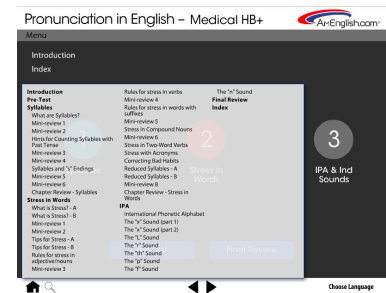 Pronunciation in English – Medical HB+
AmEnglish.com®
Menu
Introduction
Index
Introduction
Pre-Test
Syllables
What are Syllables?
Mini-review 1
Mini-review 2
Hints for Counting Syllables with
Past Tense
Mini-review 3
Mini-review 4
Syllables and "s" Endings
Mini-review 5
Mini-review 6
Chapter Review - Syllables
Stress in Words
What is Stress? - A
What is Stress? - B
Mini-review 1
Mini-review 2
Tips for Stress - A
Tips for Stress - B
Rules for stress in
adjective/nouns
Mini-review 3
Rules for stress in verbs
Mini-review 4
Rules for stress in words with
suffixes
Mini-review 5
Stress in Compound Nouns
Mini-review 6
Stress in Two-Word Verbs
Stress with Acronyms
Correcting Bad Habits
Reduced Syllables - A
Reduced Syllables - B
Mini-review 8
Chapter Review - Stress in
Words
IPA
International Phonetic Alphabet
The "x" Sound (part 1)
The "x" Sound (part 2)
The "L" Sound
The "r" Sound
The "th" Sound
The "p" Sound
The "f" Sound
The "n" Sound
Final Review
Index
2
Stress in
Words
3
IPA & Ind
Sounds
Final Review
Choose Language